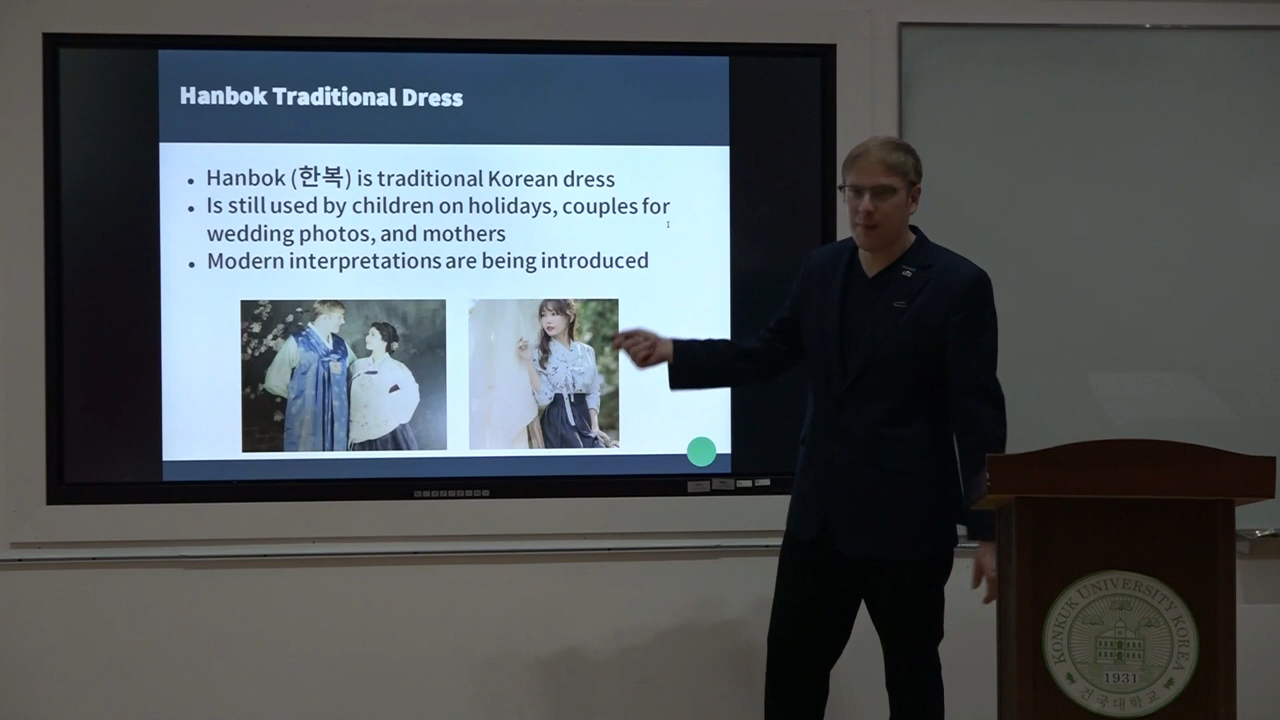 Hanbok Traditional Dress
• Hanbok (한복) is traditional Korean dress
• Is still used by children on holidays, couples for
wedding photos, and mothers
• Modern interpretations are being introduced
KONKUK UNIVERSITY KOREA
1931
건국대학교